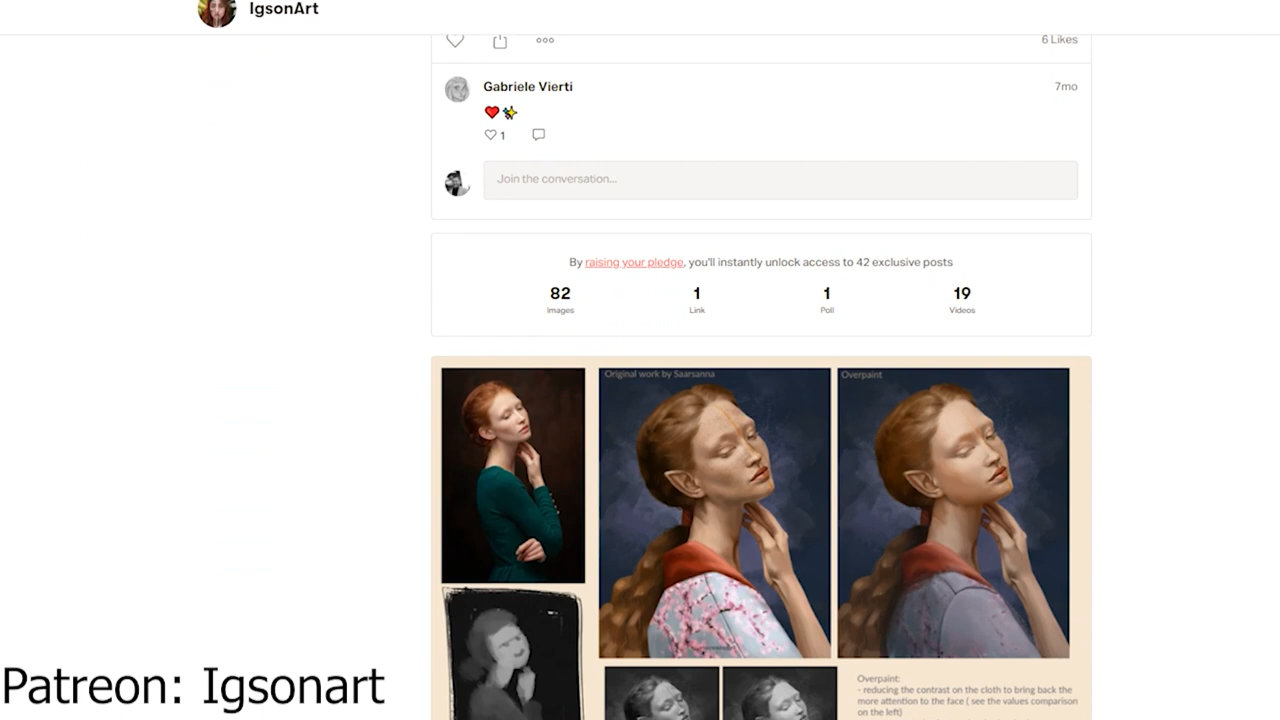 IgsonArt
6 Likes
Gabriele Vierti
7mo
1
Join the conversation...
By raising your pledge, you'll instantly unlock access to 42 exclusive posts
82
1
1
19
Images
Link
Poll
Videos
Original work by Saarsanna
Overpaint
Patreon: Igsonart
Overpaint:
- reducing the contrast on the cloth to bring back the
more attention to the face ( see the values comparison
on the left)